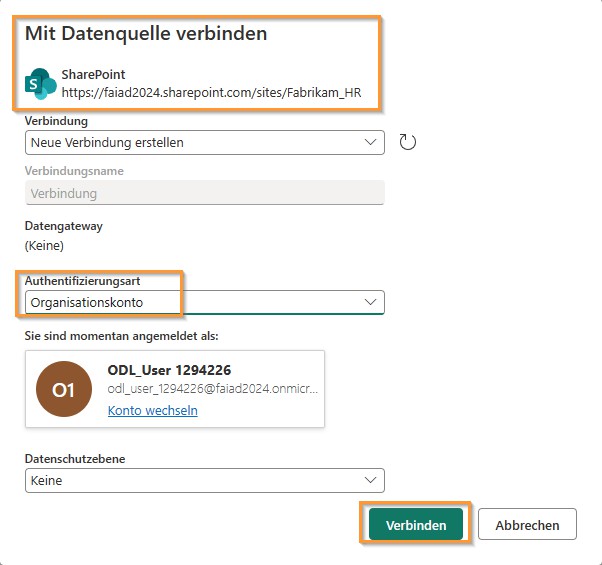 Mit Datenquelle verbinden
S
SharePoint
https://faiad2024.sharepoint.com/sites/Fabrikam_HR
Verbindung
Neue Verbindung erstellen
Verbindungsname
Verbindung
Datengateway
(Keine)
Authentifizierungsart
Organisationskonto
Sie sind momentan angemeldet als:
O1
ODL_User 1294226
odl_user_1294226@faiad2024.onmicr...
Konto wechseln
Datenschutzebene
Keine
Verbinden
Abbrechen